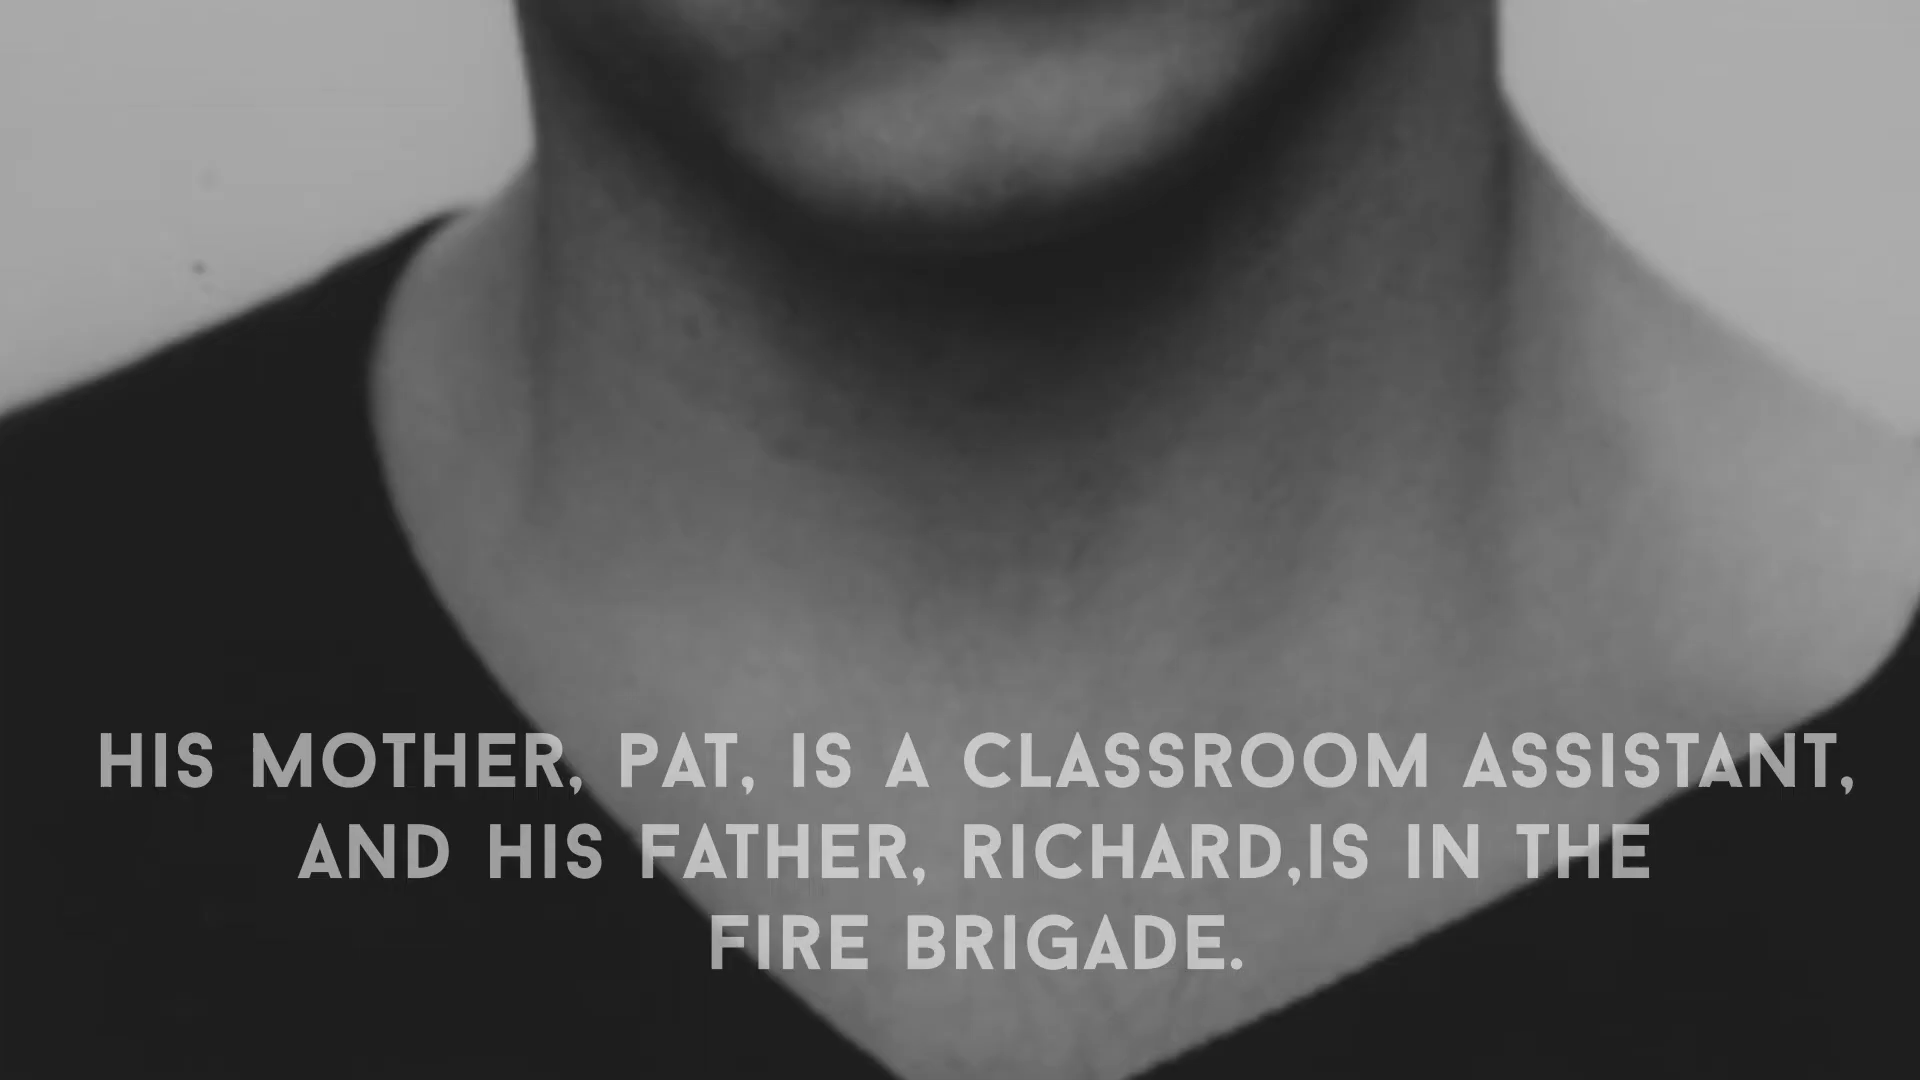 HIS MOTHER, PAT, IS A CLASSROOM ASSISTANT,
AND HIS FATHER, RICHARD,IS IN THE
FIRE BRIGADE.